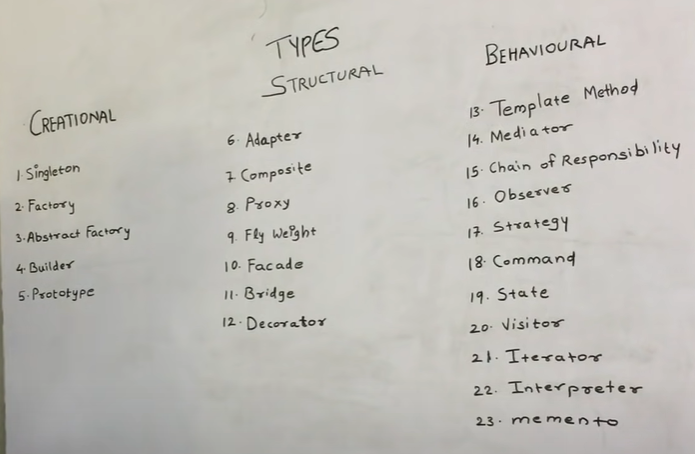 TYPES
CREATIONAL
1. Singleton
2. Factory
3. Abstract Factory
4. Builder
5. Prototype
STRUCTURAL
6. Adapter
7 Composite
8. Proxy
9. Fly Weight
10. Facade
11. Bridge
12. Decorator
BEHAVIOURAL
13. Template Method
14. Mediator
15. Chain of Responsibility
16. Observer
17. Strategy
18. Command
19. State
20. Visitor
21. Iterator
22. Interpreter
23. memento